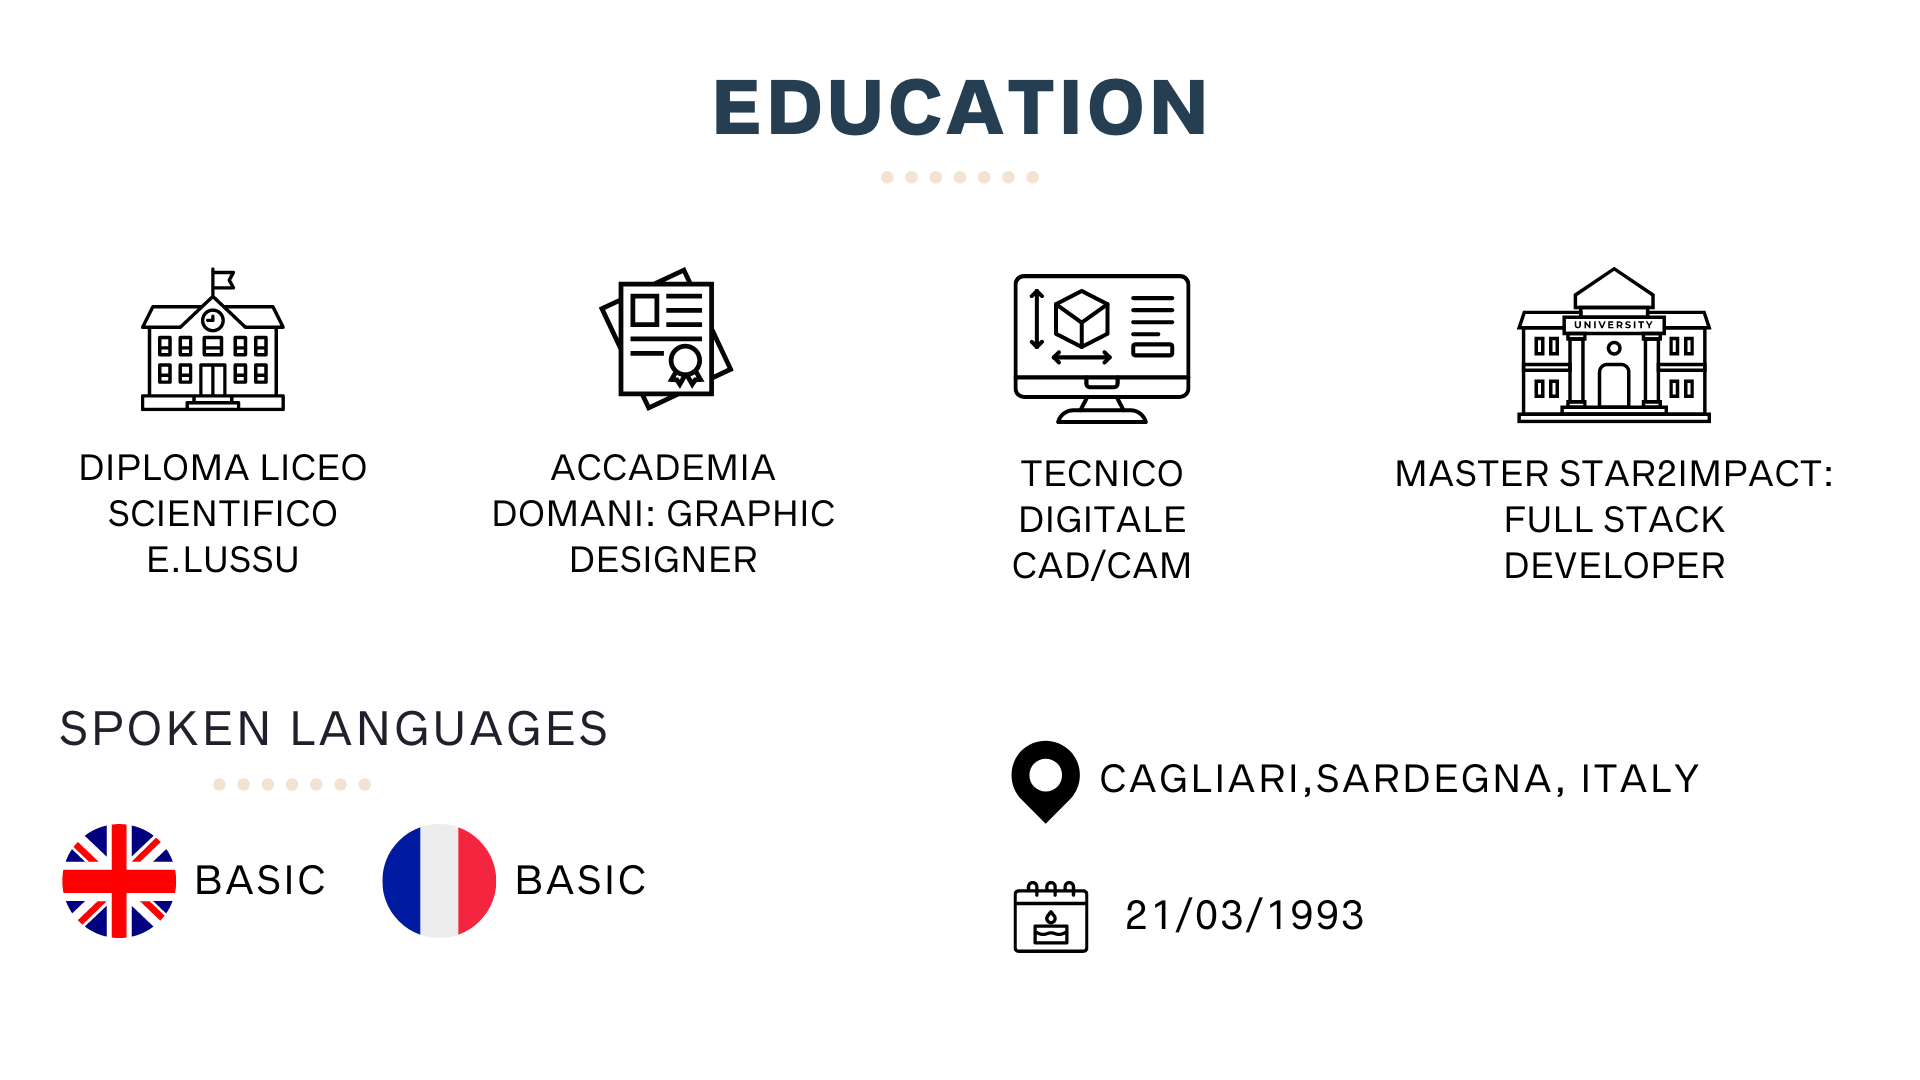 EDUCATION
UNIVERSITY
DIPLOMA LICEO
SCIENTIFICO
E.LUSSU
ACCADEMIA
DOMANI: GRAPHIC
DESIGNER
TECNICO
DIGITALE
CAD/CAM
MASTER STAR2IMPACT:
FULL STACK
DEVELOPER
SPOKEN LANGUAGES
BASIC
BASIC
CAGLIARI,SARDEGNA, ITALY
21/03/1993